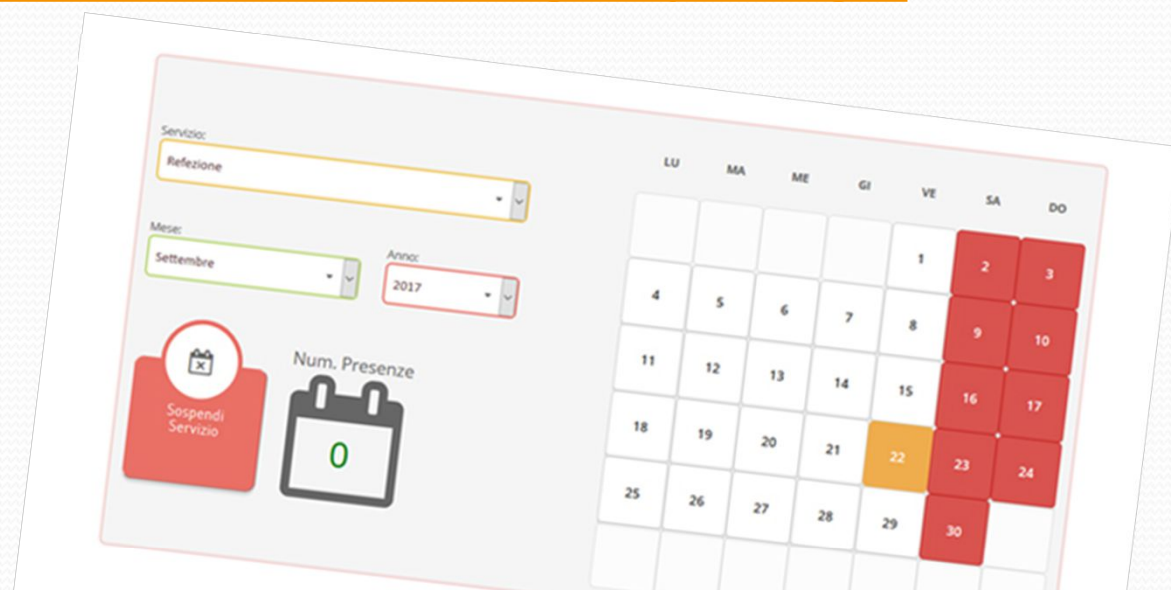 Servizio:
Refezione
Mese:
Settembre
Anno:
2017
Sospendi
Servizio
Num. Presenze
0
LU MA ME GI VE SA DO
1 2 3
4 5 6 7 8 9 10
11 12 13 14 15 16 17
18 19 20 21 22 23 24
25 26 27 28 29 30